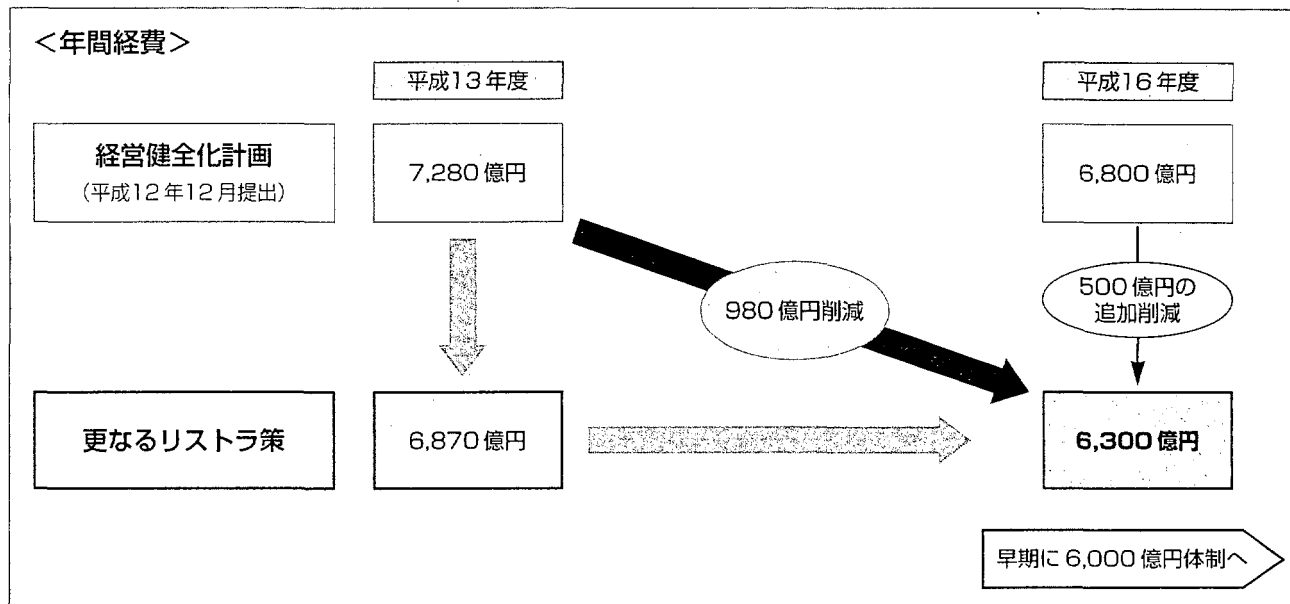 ＜年間経費＞
平成13年度
平成16年度
経営健全化計画
（平成12年12月提出）
7,280億円
6,800億円
980億円削減
500億円の
追加削減
更なるリストラ策
6,870億円
6,300億円
早期に6,000億円体制へ